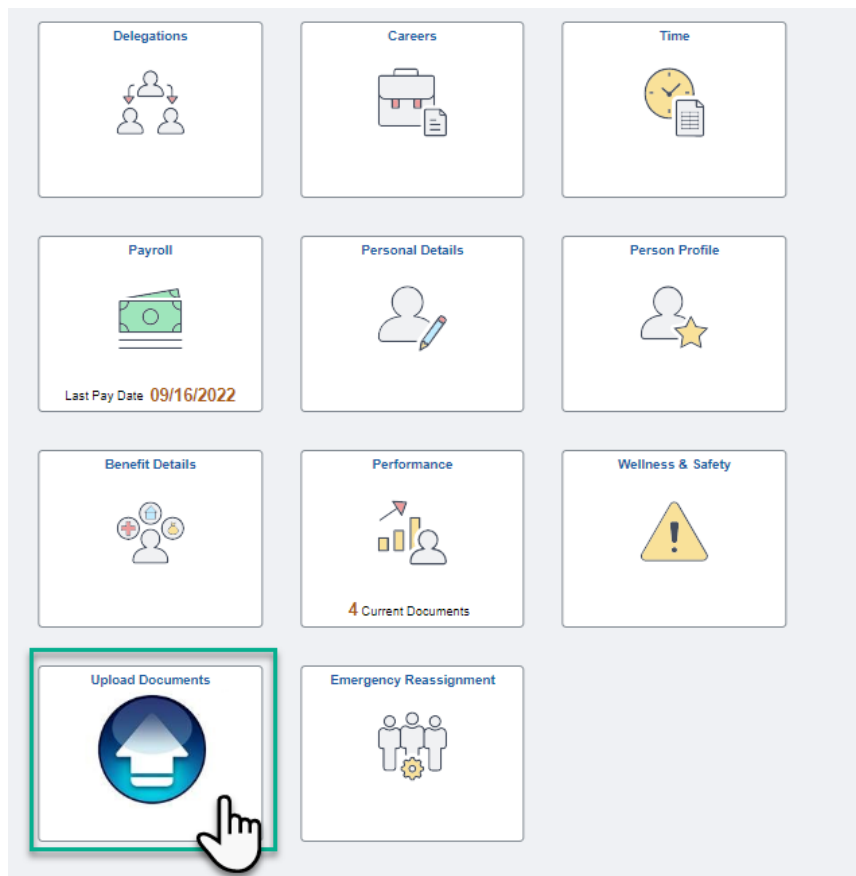 Delegations
Careers
Time
Payroll
Last Pay Date 09/16/2022
Personal Details
Person Profile
Benefit Details
Performance
4 Current Documents
Wellness & Safety
Upload Documents
Emergency Reassignment